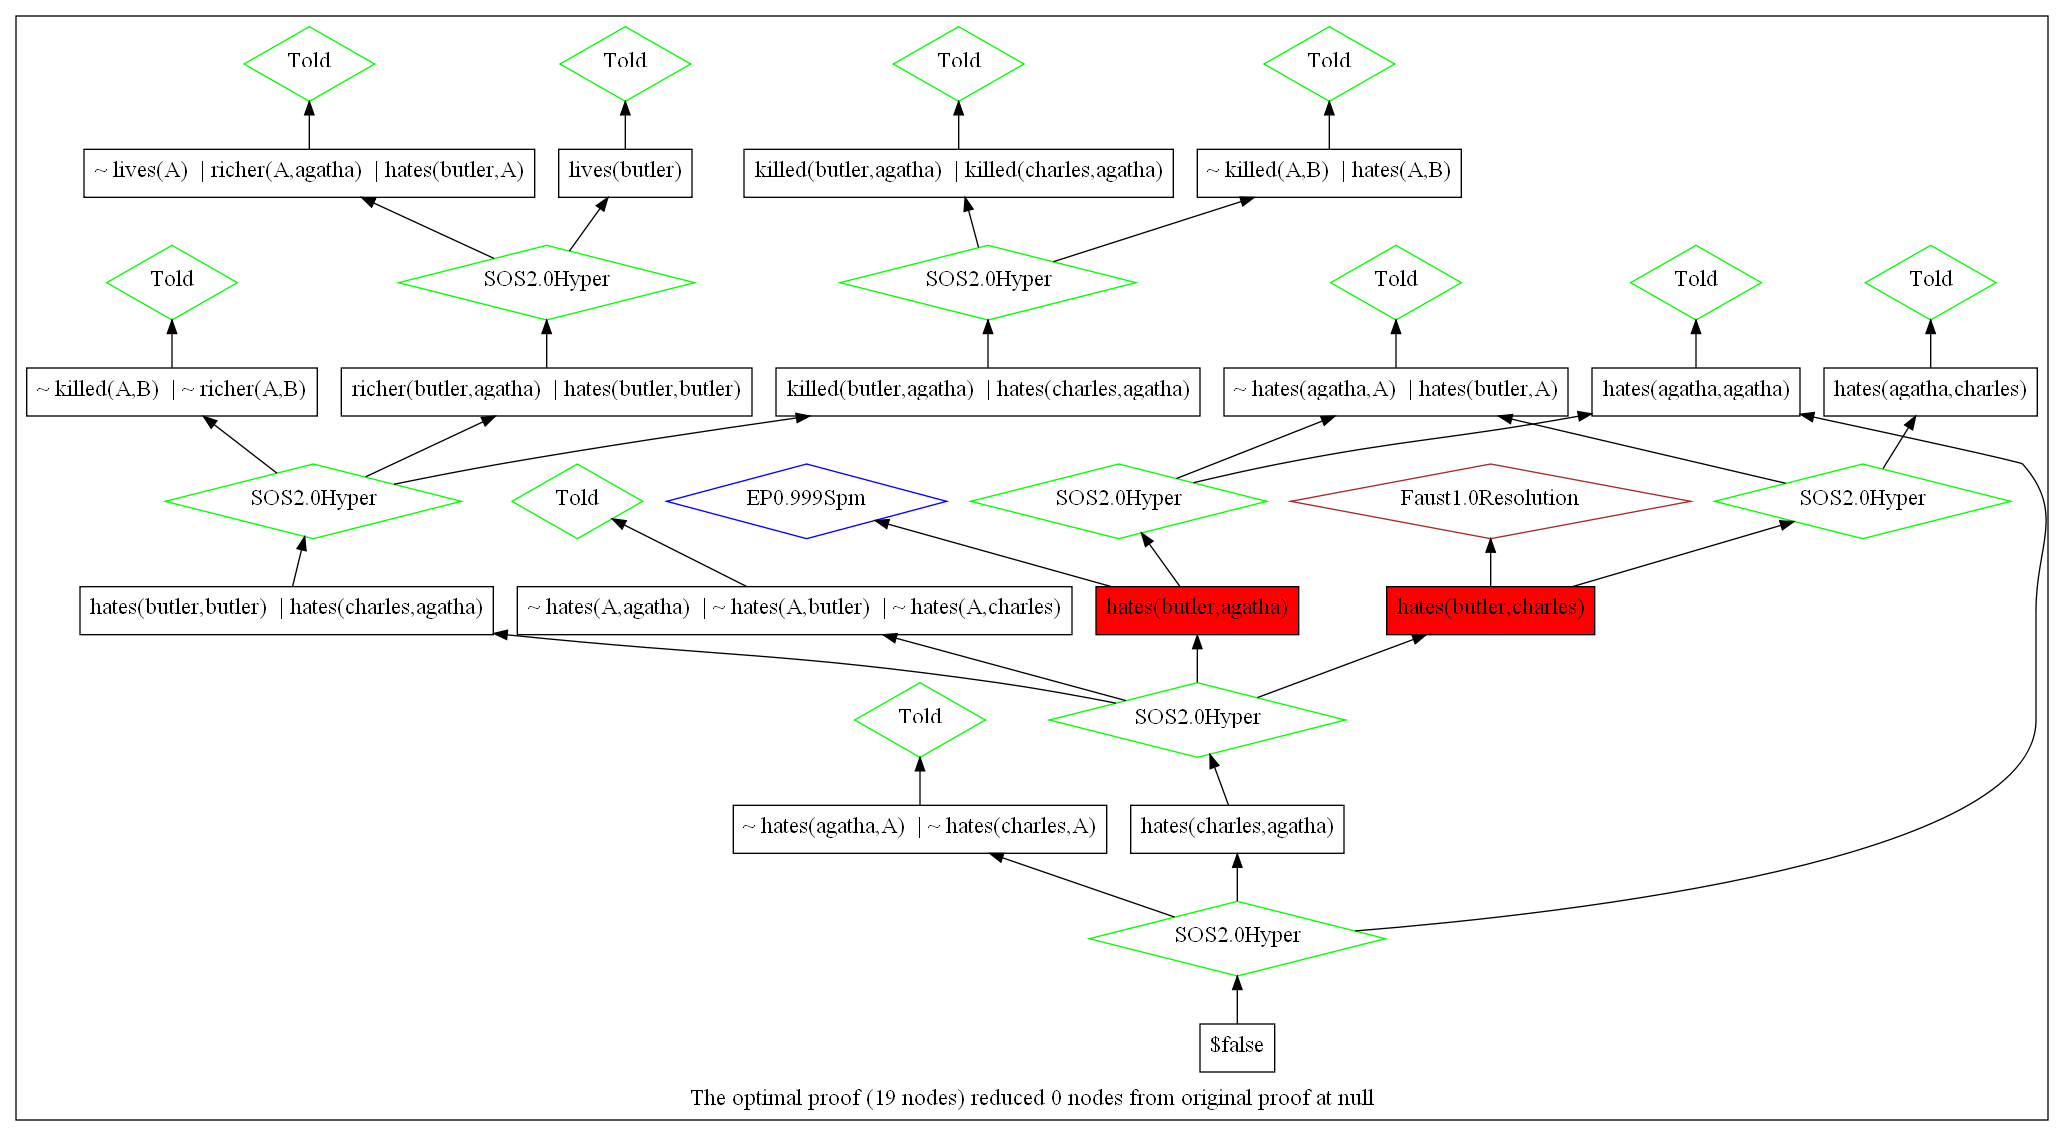 Told
Told
Told
Told
~ lives(A) | richer(A,agatha) | hates(butler,A)
lives(butler)
killed(butler,agatha) | killed(charles,agatha)
~ killed(A,B) | hates(A,B)
Told
SOS2.0Hyper
SOS2.0Hyper
Told
Told
Told
~ killed(A,B) | ~ richer(A,B)
richer(butler,agatha) | hates(butler,butler)
killed(butler,agatha) | hates(charles,agatha)
~ hates(agatha,A) | hates(butler,A)
hates(agatha,agatha)
hates(agatha,charles)
SOS2.0Hyper
Told
EP0.999Spm
SOS2.0Hyper
Faust1.0Resolution
SOS2.0Hyper
hates(butler,butler) | hates(charles,agatha)
~ hates(A,agatha) | ~ hates(A,butler) | ~ hates(A,charles)
hates(butler,agatha)
hates(butler,charles)
Told
SOS2.0Hyper
~ hates(agatha,A) | ~ hates(charles,A)
hates(charles,agatha)
SOS2.0Hyper
$false
The optimal proof (19 nodes) reduced 0 nodes from original proof at null